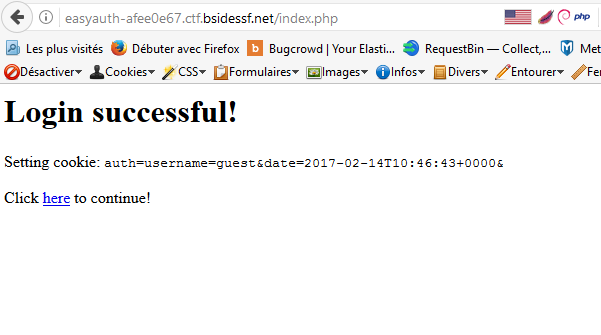 easyauth-afee0e67.ctf.bsidessf.net/index.php
php
Les plus visités Débuter avec Firefox Bugcrowd | Your Elasti... RequestBin — Collect,... Met
Désactiver Cookies CSS Formulaires Images Infos Divers Entourer Fen
Login successful!
Setting cookie: auth=username=guest&date=2017-02-14T10:46:43+0000&
Click here to continue!